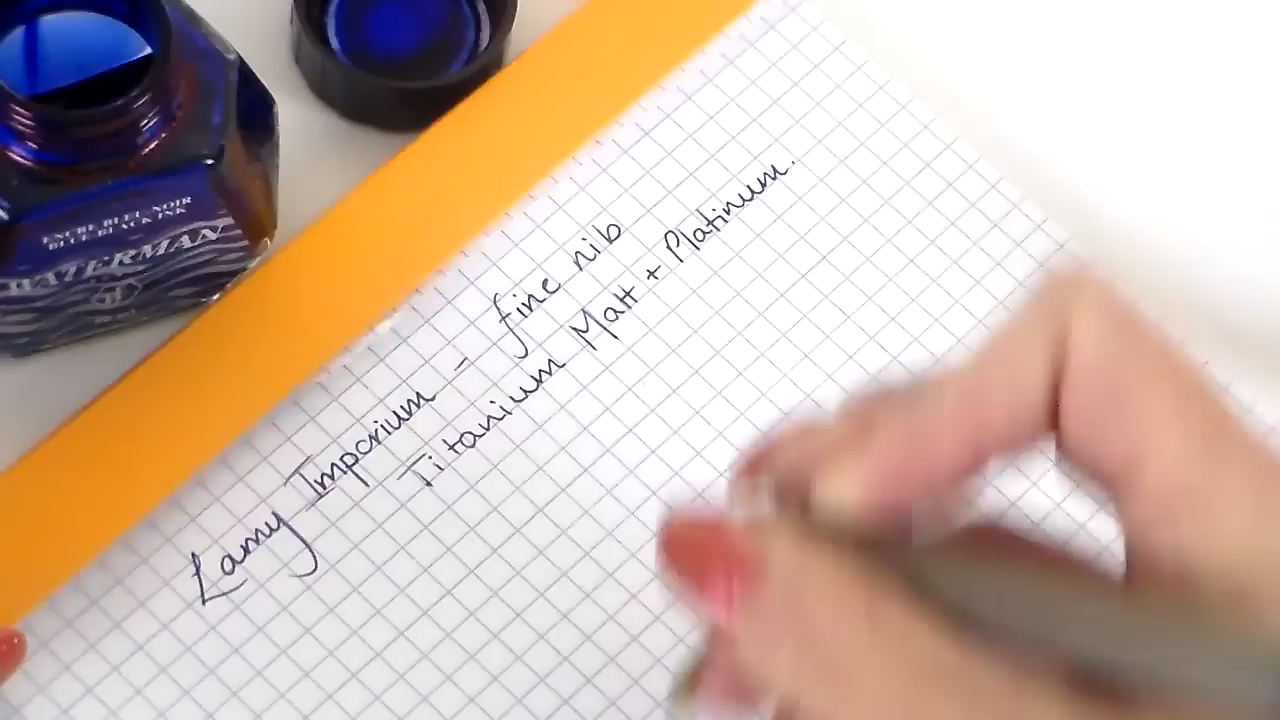 ENCRE BLEU NOIR
BLUE-BLACK INK
WATERMAN
Lamy Imporium - fine nib
Titanium Matt + Platinum.